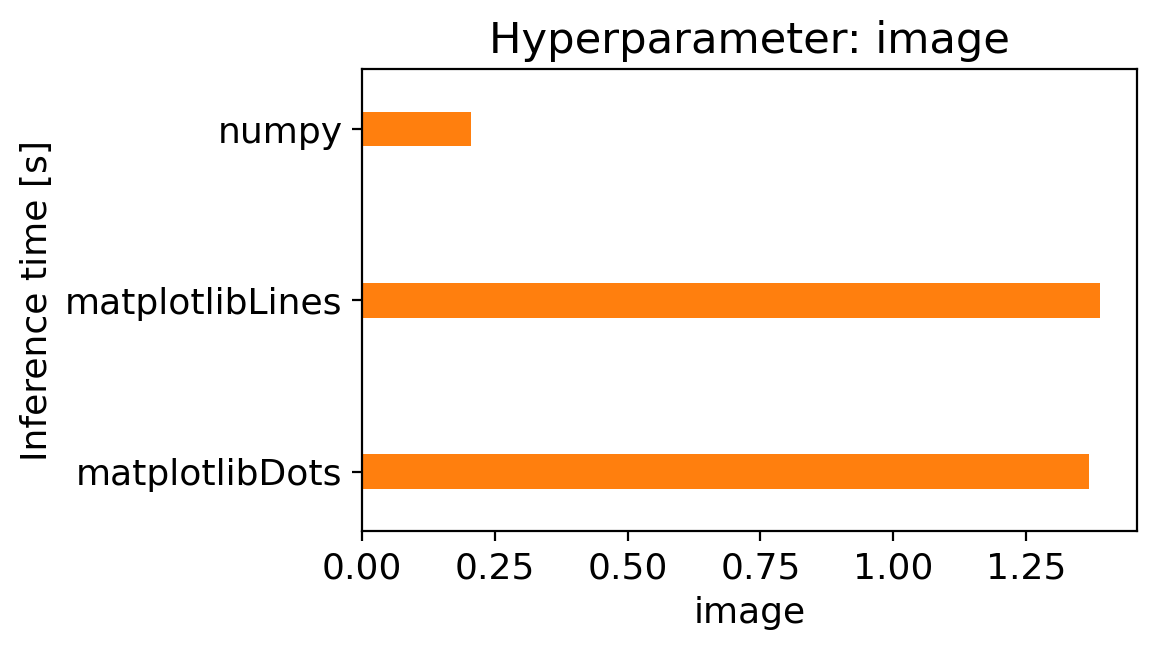 Hyperparameter: image
Inference time [s]
numpy
matplotlibLines
matplotlibDots
0.00 0.25 0.50 0.75 1.00 1.25
image